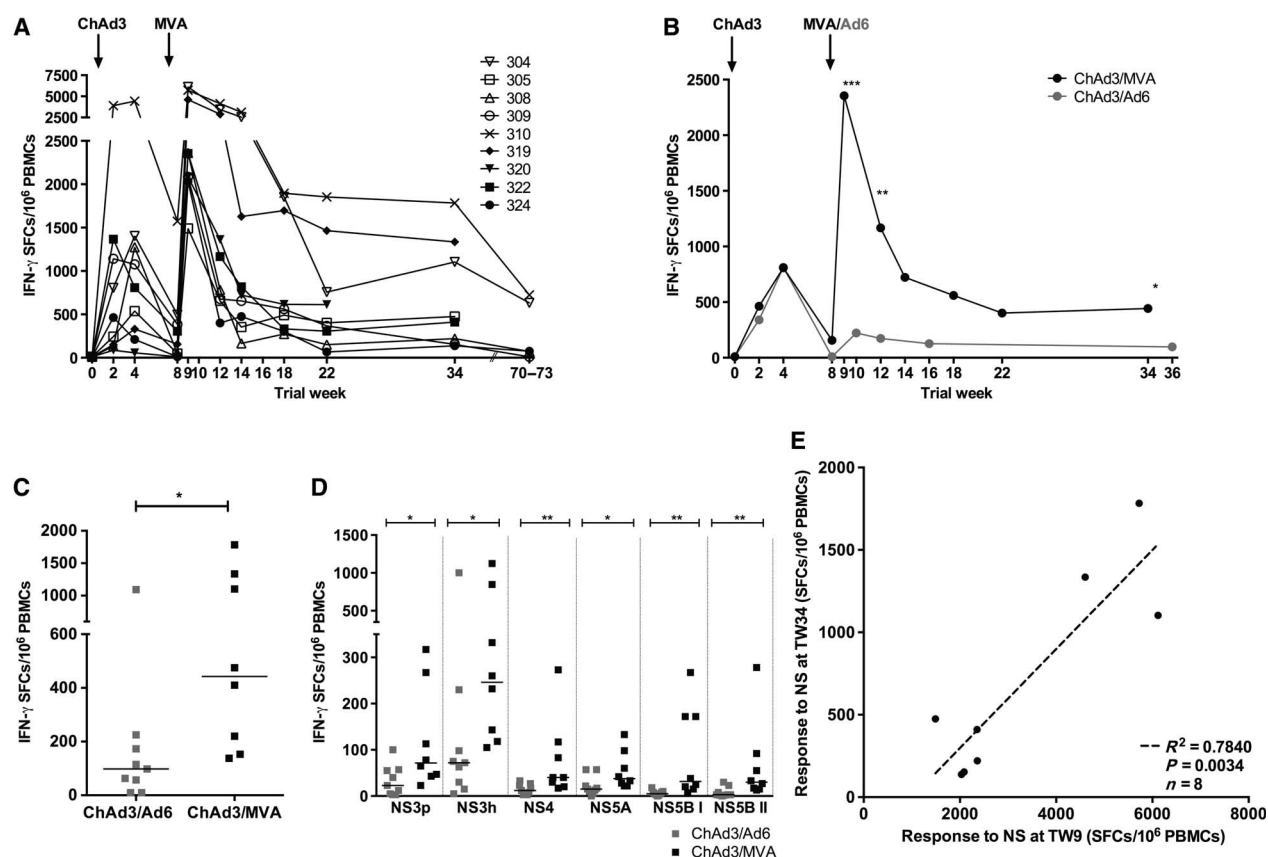 A
ChAd3 MVA
IFN-γ SFCs/10⁶ PBMCs
7500
5000
2500
2500
2000
1500
1000
500
0
0 2 4 8 9 10 12 14 16 18 22 34 70–73
Trial week
304
305
308
309
310
319
320
322
324
B
ChAd3 MVA/Ad6
IFN-γ SFCs/10⁶ PBMCs
2500
2000
1500
1000
500
0
***
**
*
0 2 4 8 9 10 12 14 16 18 22 34 36
Trial week
ChAd3/MVA
ChAd3/Ad6
C
*
IFN-γ SFCs/10⁶ PBMCs
2000
1500
1000
600
400
200
0
ChAd3/Ad6 ChAd3/MVA
D
* * ** * ** **
IFN-γ SFCs/10⁶ PBMCs
1500
1000
500
300
200
100
0
NS3p NS3h NS4 NS5A NS5B I NS5B II
ChAd3/Ad6
ChAd3/MVA
E
Response to NS at TW34 (SFCs/10⁶ PBMCs)
2000
1500
1000
500
0
R² = 0.7840
P = 0.0034
n = 8
0 2000 4000 6000 8000
Response to NS at TW9 (SFCs/10⁶ PBMCs)